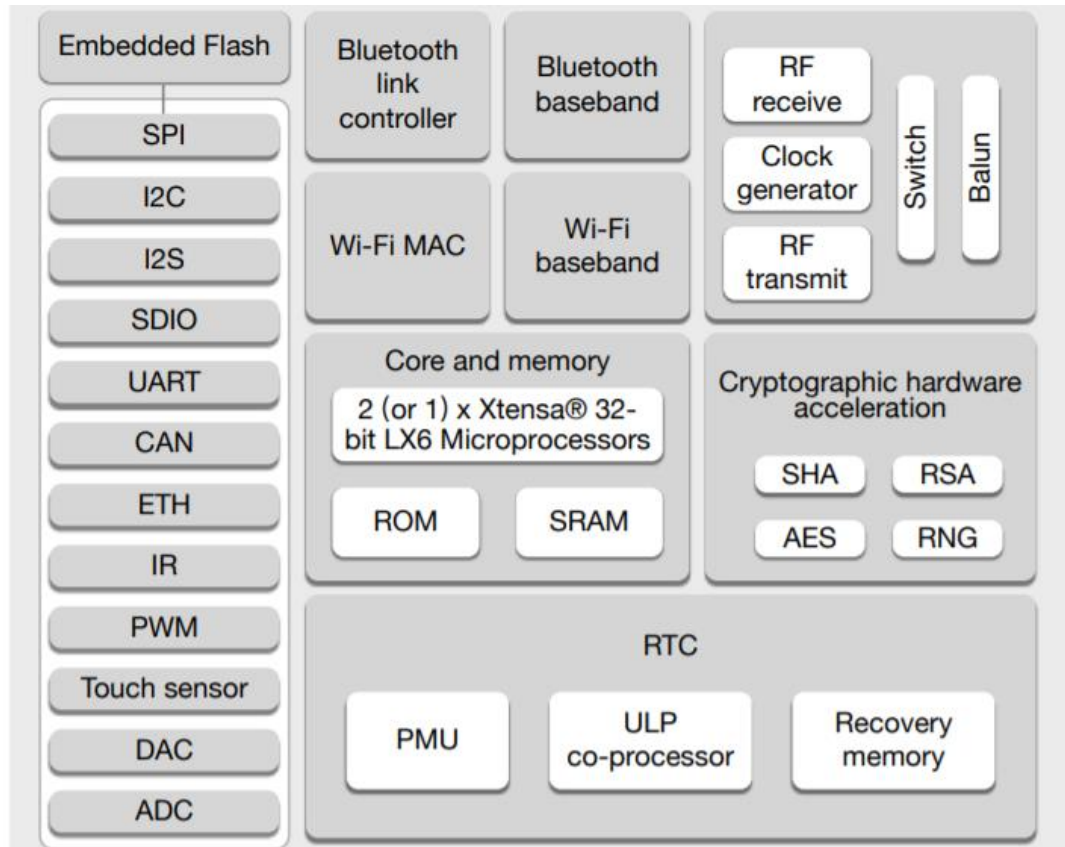 Embedded Flash
SPI
I2C
I2S
SDIO
UART
CAN
ETH
IR
PWM
Touch sensor
DAC
ADC
Bluetooth
link
controller
Bluetooth
baseband
Wi-Fi MAC
Wi-Fi
baseband
RF
receive
Clock
generator
RF
transmit
Switch
Balun
Core and memory
2 (or 1) x Xtensa® 32-
bit LX6 Microprocessors
ROM
SRAM
Cryptographic hardware
acceleration
SHA
RSA
AES
RNG
RTC
PMU
ULP
co-processor
Recovery
memory